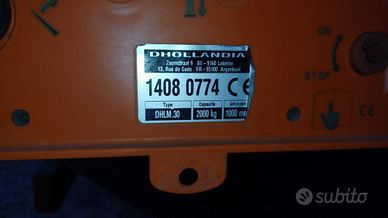 ON
STOP
DHOLLANDIA
Zoomstraat 9 BE - 9160 Lokeren
13, Rue de Gode FR - 95100 Argenteuil
1408 0774 CE
Type Capacite
DHLM.30 2000 kg 1000 mm
subito